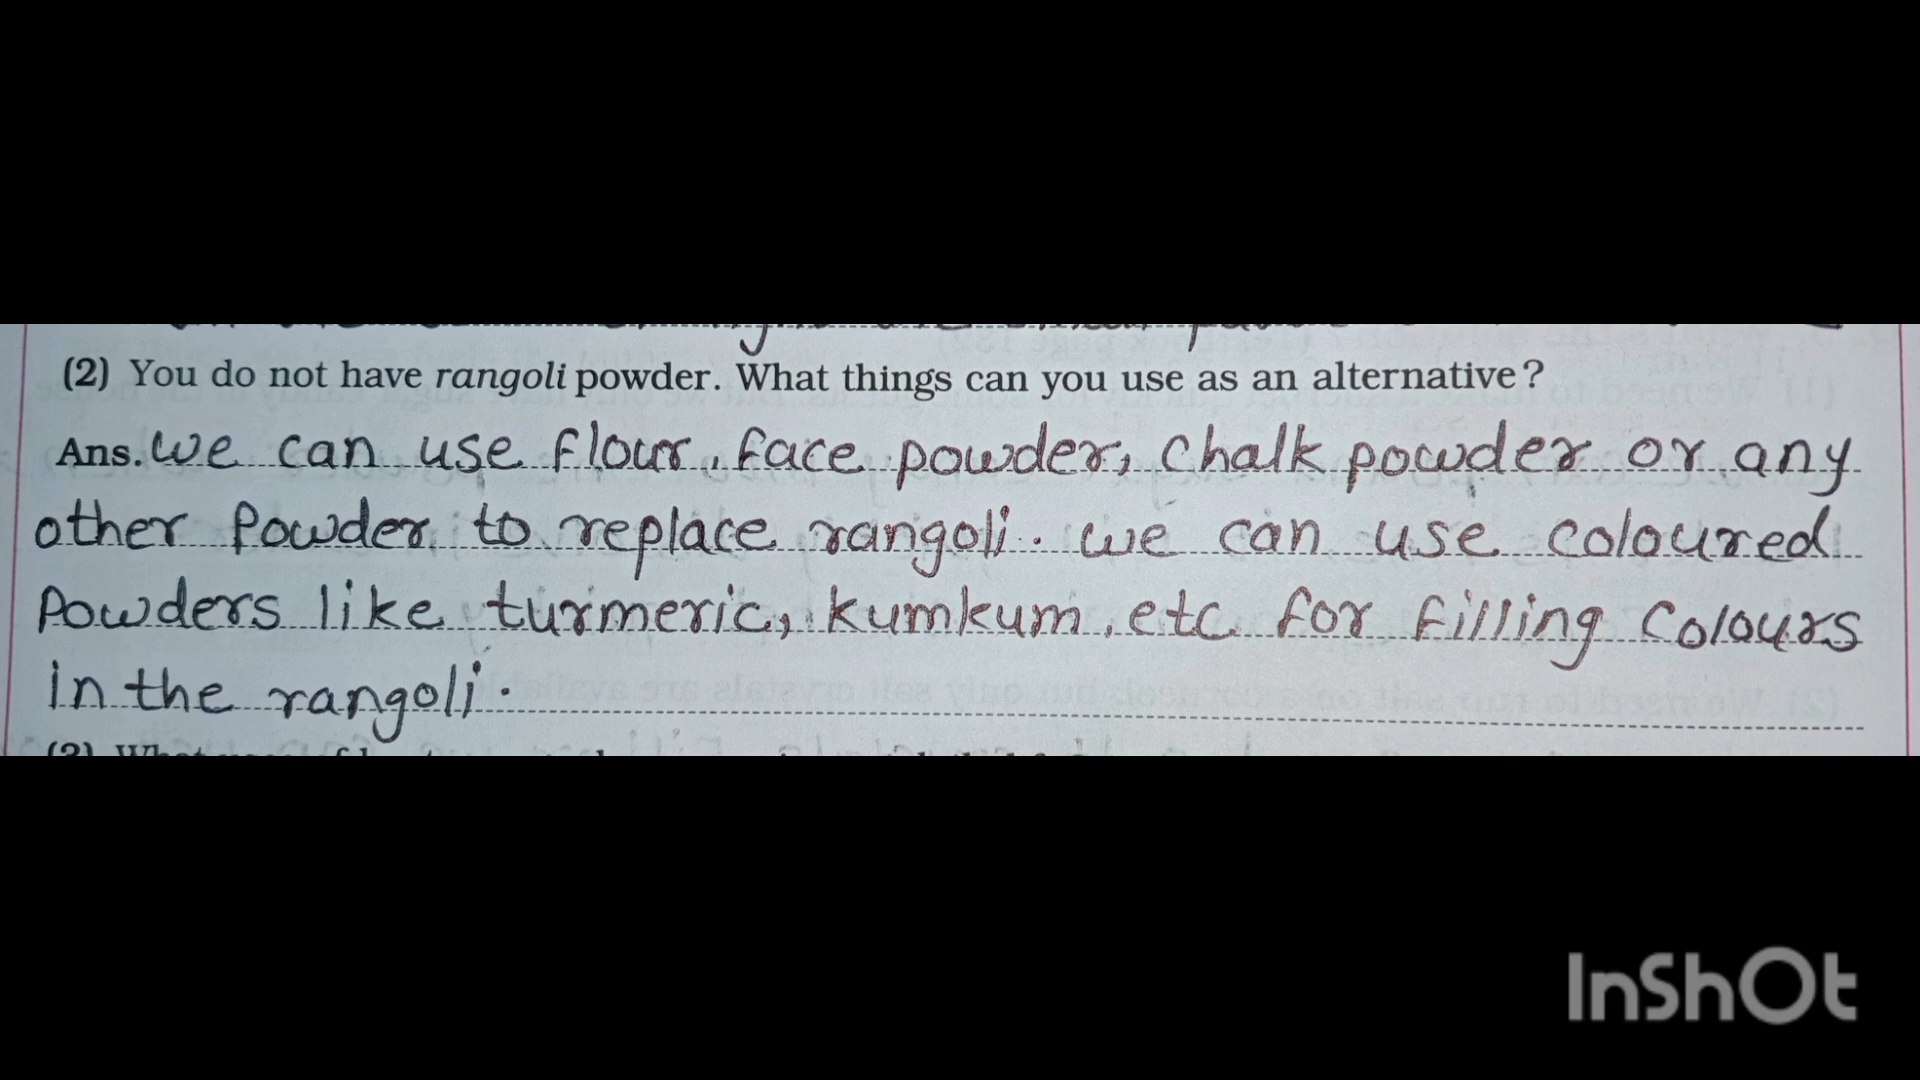 (2) You do not have rangoli powder. What things can you use as an alternative?
Ans. We can use flour, face powder, chalk powder or any
other Powder to replace rangoli. we can use coloured
Powders like turmeric, kumkum, etc for filling Colours
in the rangoli.
InShOt